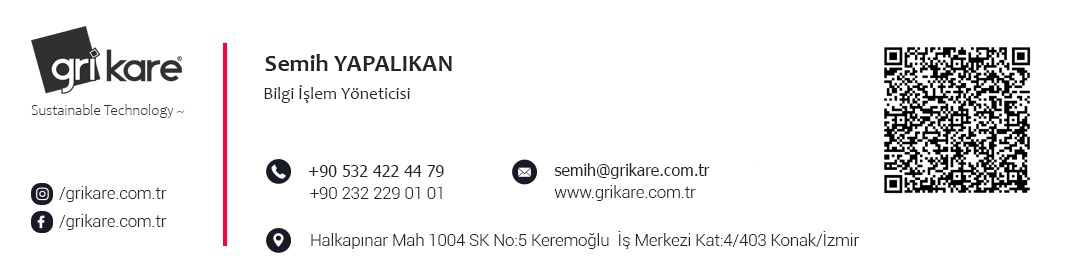 gri kare®
Sustainable Technology ~
/grikare.com.tr
/grikare.com.tr
Semih YAPALIKAN
Bilgi İşlem Yöneticisi
+90 532 422 44 79
+90 232 229 01 01
semih@grikare.com.tr
www.grikare.com.tr
Halkapınar Mah 1004 SK No:5 Keremoğlu İş Merkezi Kat:4/403 Konak/İzmir